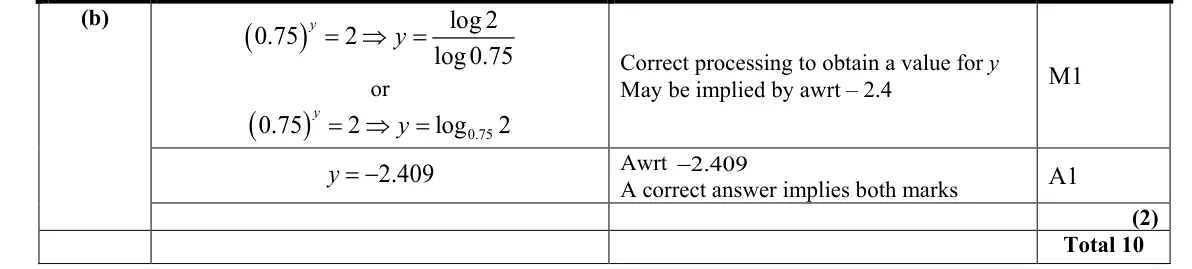 (b)
(0.75)^y = 2 ⇒ y = log 2 / log 0.75
or
(0.75)^y = 2 ⇒ y = log_{0.75} 2
Correct processing to obtain a value for y
May be implied by awrt – 2.4
M1
y = −2.409
Awrt −2.409
A correct answer implies both marks
A1
(2)
Total 10